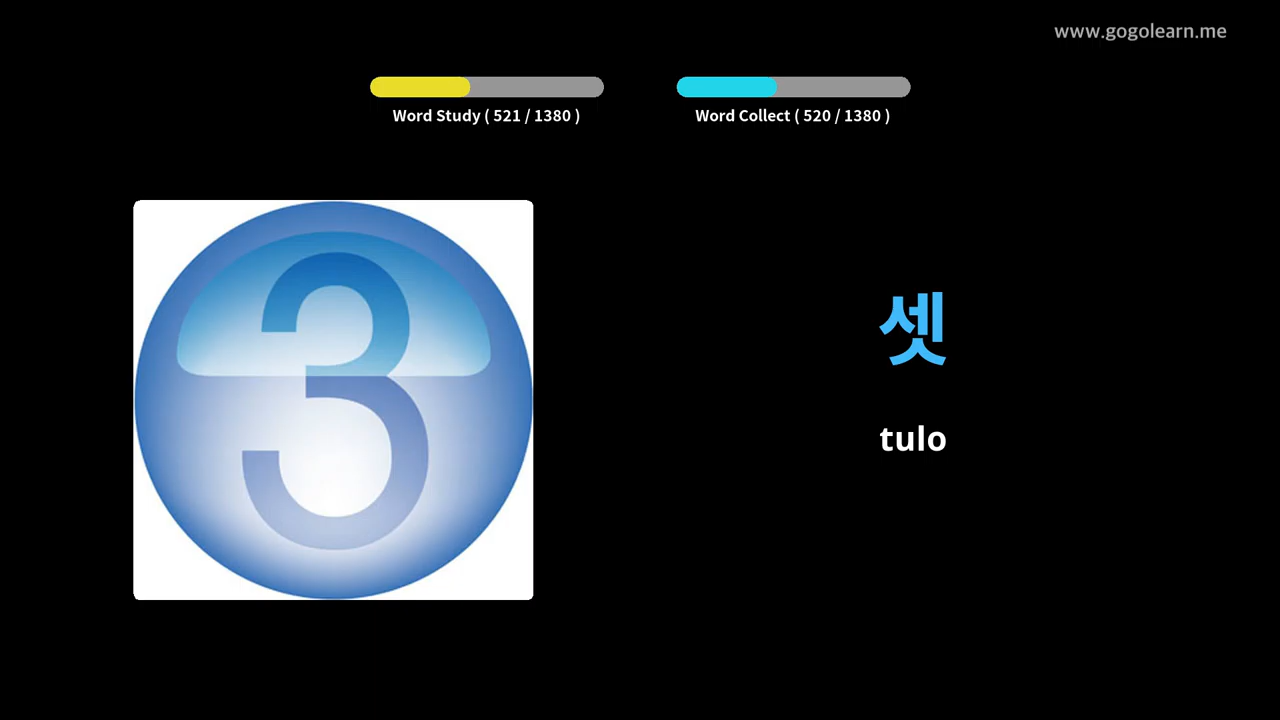 www.gogolearn.me
Word Study ( 521 / 1380 )
Word Collect ( 520 / 1380 )
3
셋
tulo